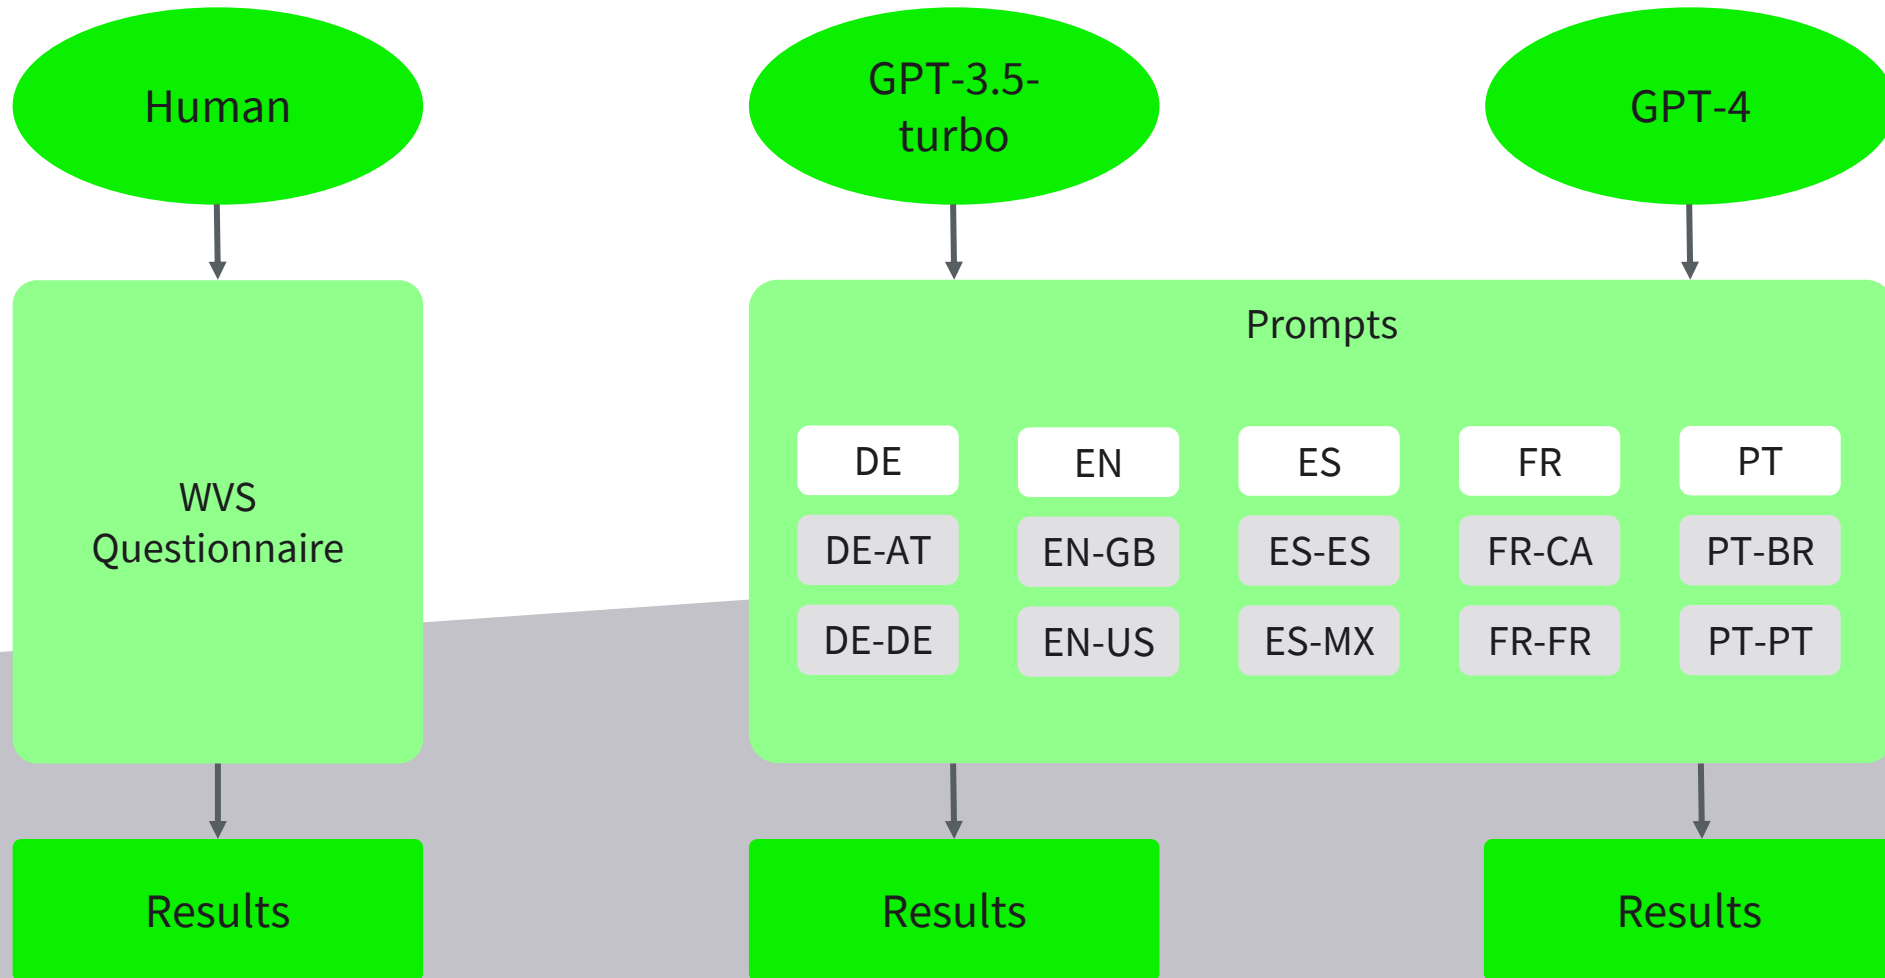 Human
GPT-3.5-
turbo
GPT-4
WVS
Questionnaire
Prompts
DE
EN
ES
FR
PT
DE-AT
EN-GB
ES-ES
FR-CA
PT-BR
DE-DE
EN-US
ES-MX
FR-FR
PT-PT
Results
Results
Results